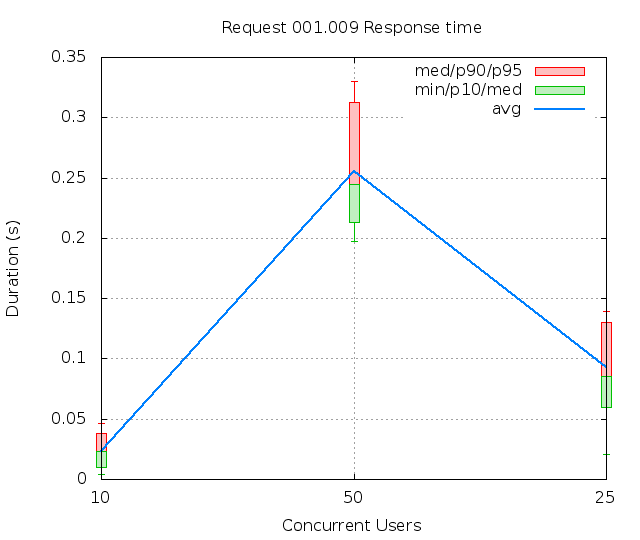 Request 001.009 Response time
0.35
0.3
0.25
0.2
0.15
0.1
0.05
0
Duration (s)
med/p90/p95
min/p10/med
avg
10
50
25
Concurrent Users